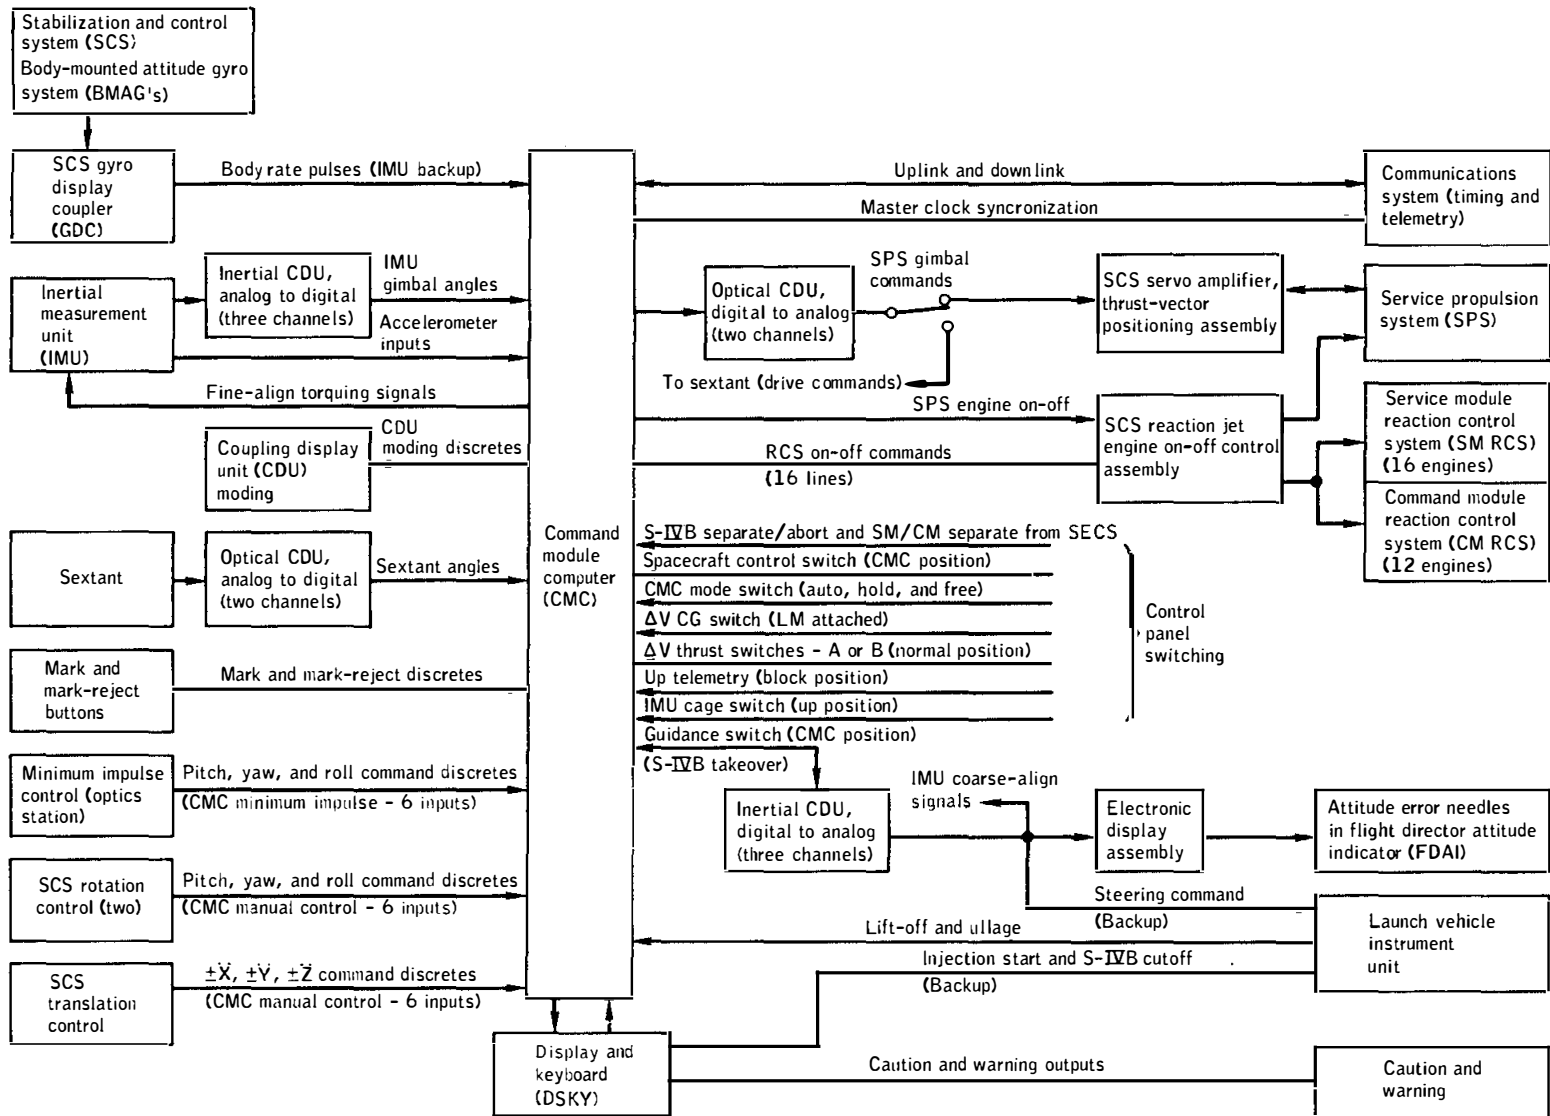 Stabilization and control
system (SCS)
Body-mounted attitude gyro
system (BMAG's)
SCS gyro
display
coupler
(GDC)
Body rate pulses (IMU backup)
Inertial
measurement
unit
(IMU)
Inertial CDU,
analog to digital
(three channels)
IMU
gimbal angles
Accelerometer
inputs
Fine-align torquing signals
Coupling display
unit (CDU)
moding
CDU
moding discretes
Sextant
Optical CDU,
analog to digital
(two channels)
Sextant angles
Mark and
mark-reject
buttons
Mark and mark-reject discretes
Minimum impulse
control (optics
station)
Pitch, yaw, and roll command discretes
(CMC minimum impulse - 6 inputs)
SCS rotation
control (two)
Pitch, yaw, and roll command discretes
(CMC manual control - 6 inputs)
SCS
translation
control
±Ẍ, ±Ÿ, ±Z̈ command discretes
(CMC manual control - 6 inputs)
Command
module
computer
(CMC)
Display and
keyboard
(DSKY)
Uplink and downlink
Master clock syncronization
Communications
system (timing and
telemetry)
Optical CDU,
digital to analog
(two channels)
SPS gimbal
commands
To sextant (drive commands)
SCS servo amplifier,
thrust-vector
positioning assembly
Service propulsion
system (SPS)
SPS engine on-off
RCS on-off commands
(16 lines)
SCS reaction jet
engine on-off control
assembly
Service module
reaction control
system (SM RCS)
(16 engines)
Command module
reaction control
system (CM RCS)
(12 engines)
S-IVB separate/abort and SM/CM separate from SECS
Spacecraft control switch (CMC position)
CMC mode switch (auto, hold, and free)
ΔV CG switch (LM attached)
ΔV thrust switches - A or B (normal position)
Up telemetry (block position)
IMU cage switch (up position)
Guidance switch (CMC position)
(S-IVB takeover)
Control
panel
switching
Inertial CDU,
digital to analog
(three channels)
IMU coarse-align
signals
Electronic
display
assembly
Attitude error needles
in flight director attitude
indicator (FDAI)
Steering command
(Backup)
Lift-off and ullage
Injection start and S-IVB cutoff
(Backup)
Launch vehicle
instrument
unit
Caution and warning outputs
Caution and
warning